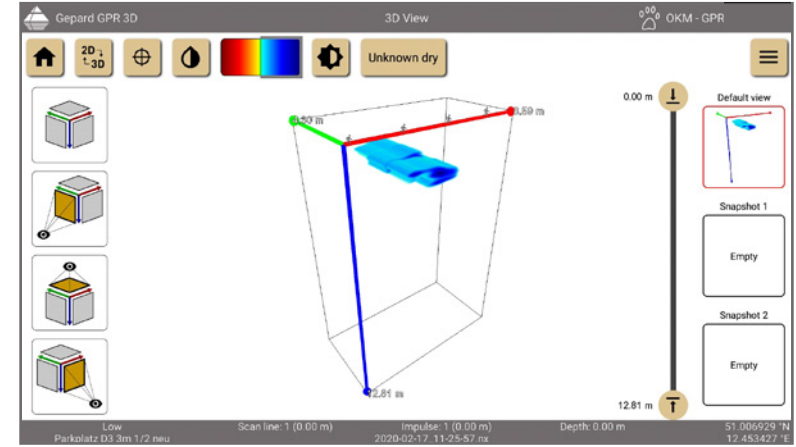 Gepard GPR 3D
3D View
OKM - GPR
2D
3D
Unknown dry
0.00 m
Default view
Snapshot 1
Empty
Snapshot 2
Empty
12.81 m
12.81 m
Low
Parkplatz D3 3m 1/2 neu
Scan line: 1 (0.00 m)
Impulse: 1 (0.00 m)
2020-02-17_11-25-57.nx
Depth: 0.00 m
51.006929 °N
12.453427 °E